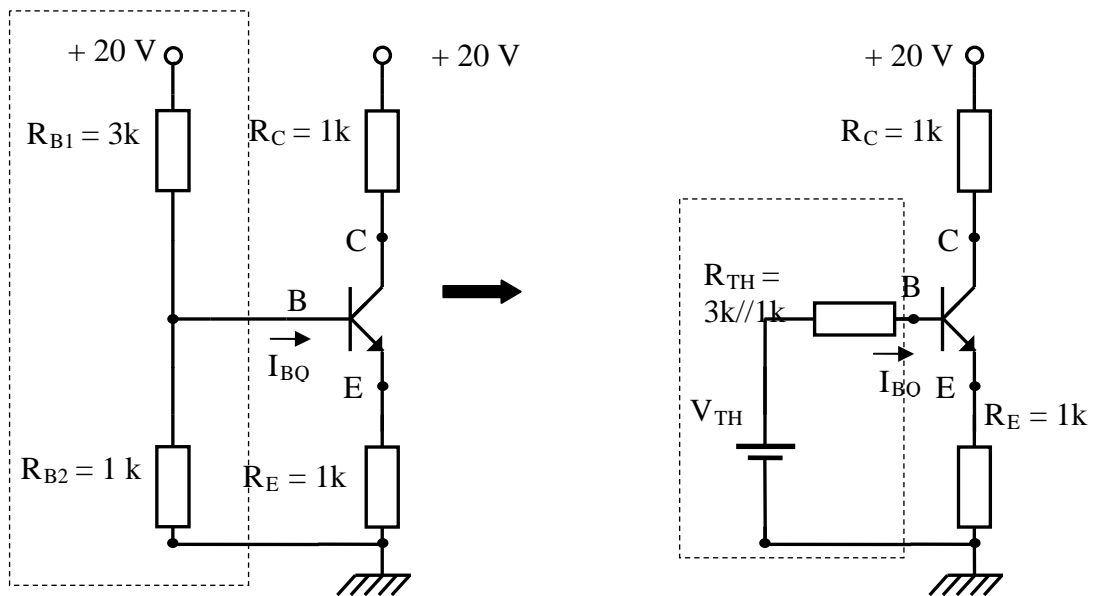 + 20 V
+ 20 V
R_B1 = 3k
R_C = 1k
C
B
I_BQ
E
R_B2 = 1 k
R_E = 1k
+ 20 V
R_C = 1k
C
R_TH =
3k//1k
B
I_BQ
E
V_TH
R_E = 1k